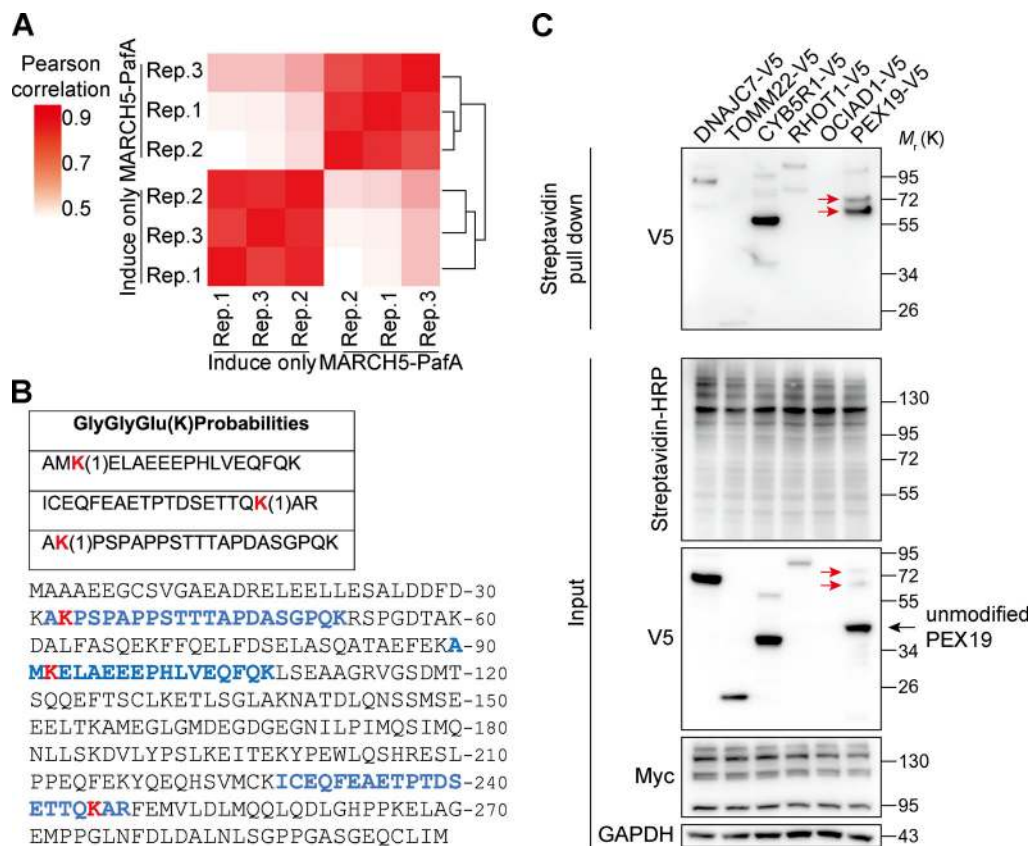 A
Pearson
correlation
0.9
0.5
MARCH5-PafA
Induce only
Rep.3
Rep.1
Rep.2
Rep.2
Rep.3
Rep.1
Rep.1
Rep.3
Rep.2
Rep.2
Rep.1
Rep.3
Induce only
MARCH5-PafA
B
GlyGlyGlu(K)Probabilities
AMK(1)ELAEEEPHLVEQFQK
ICEQFEAETPTDSETTQK(1)AR
AK(1)PSPAPPSTTTAPDASGPQK
MAAAEEGCSVGAEADRELEELLESALDDFD-30
KAKPSPAPPSTTTAPDASGPQKRSPGDTAK-60
DALFASQEKFFQELFDSELASQATAEFEKA-90
MKELAEEEPHLVEQFQKLSEAAGRVGSDMT-120
SQQEFTSCLKETLSGLAKNATDLQNSSMSE-150
EELTKAMEGLGMDEGDGEGNILPIMQSIMQ-180
NLLSKDVLYPSLKEITEKYPEWLQSHRESL-210
PPEQFEKYQEQHSVMCKICEQFEAETPTDS-240
ETTQKARFEMVLDLMQQLQDLGHPPKELAG-270
EMPPGLNFDLDALNLSGPPGASGEQCLIM
C
DNAJC7-V5
TOMM22-V5
CYB5R1-V5
RHOT1-V5
OCIAD1-V5
PEX19-V5
Mr (K)
Streptavidin
pull down
V5
95
72
55
34
26
Input
Streptavidin-HRP
130
95
72
55
V5
95
72
55
34
26
unmodified
PEX19
Myc
130
95
GAPDH
43